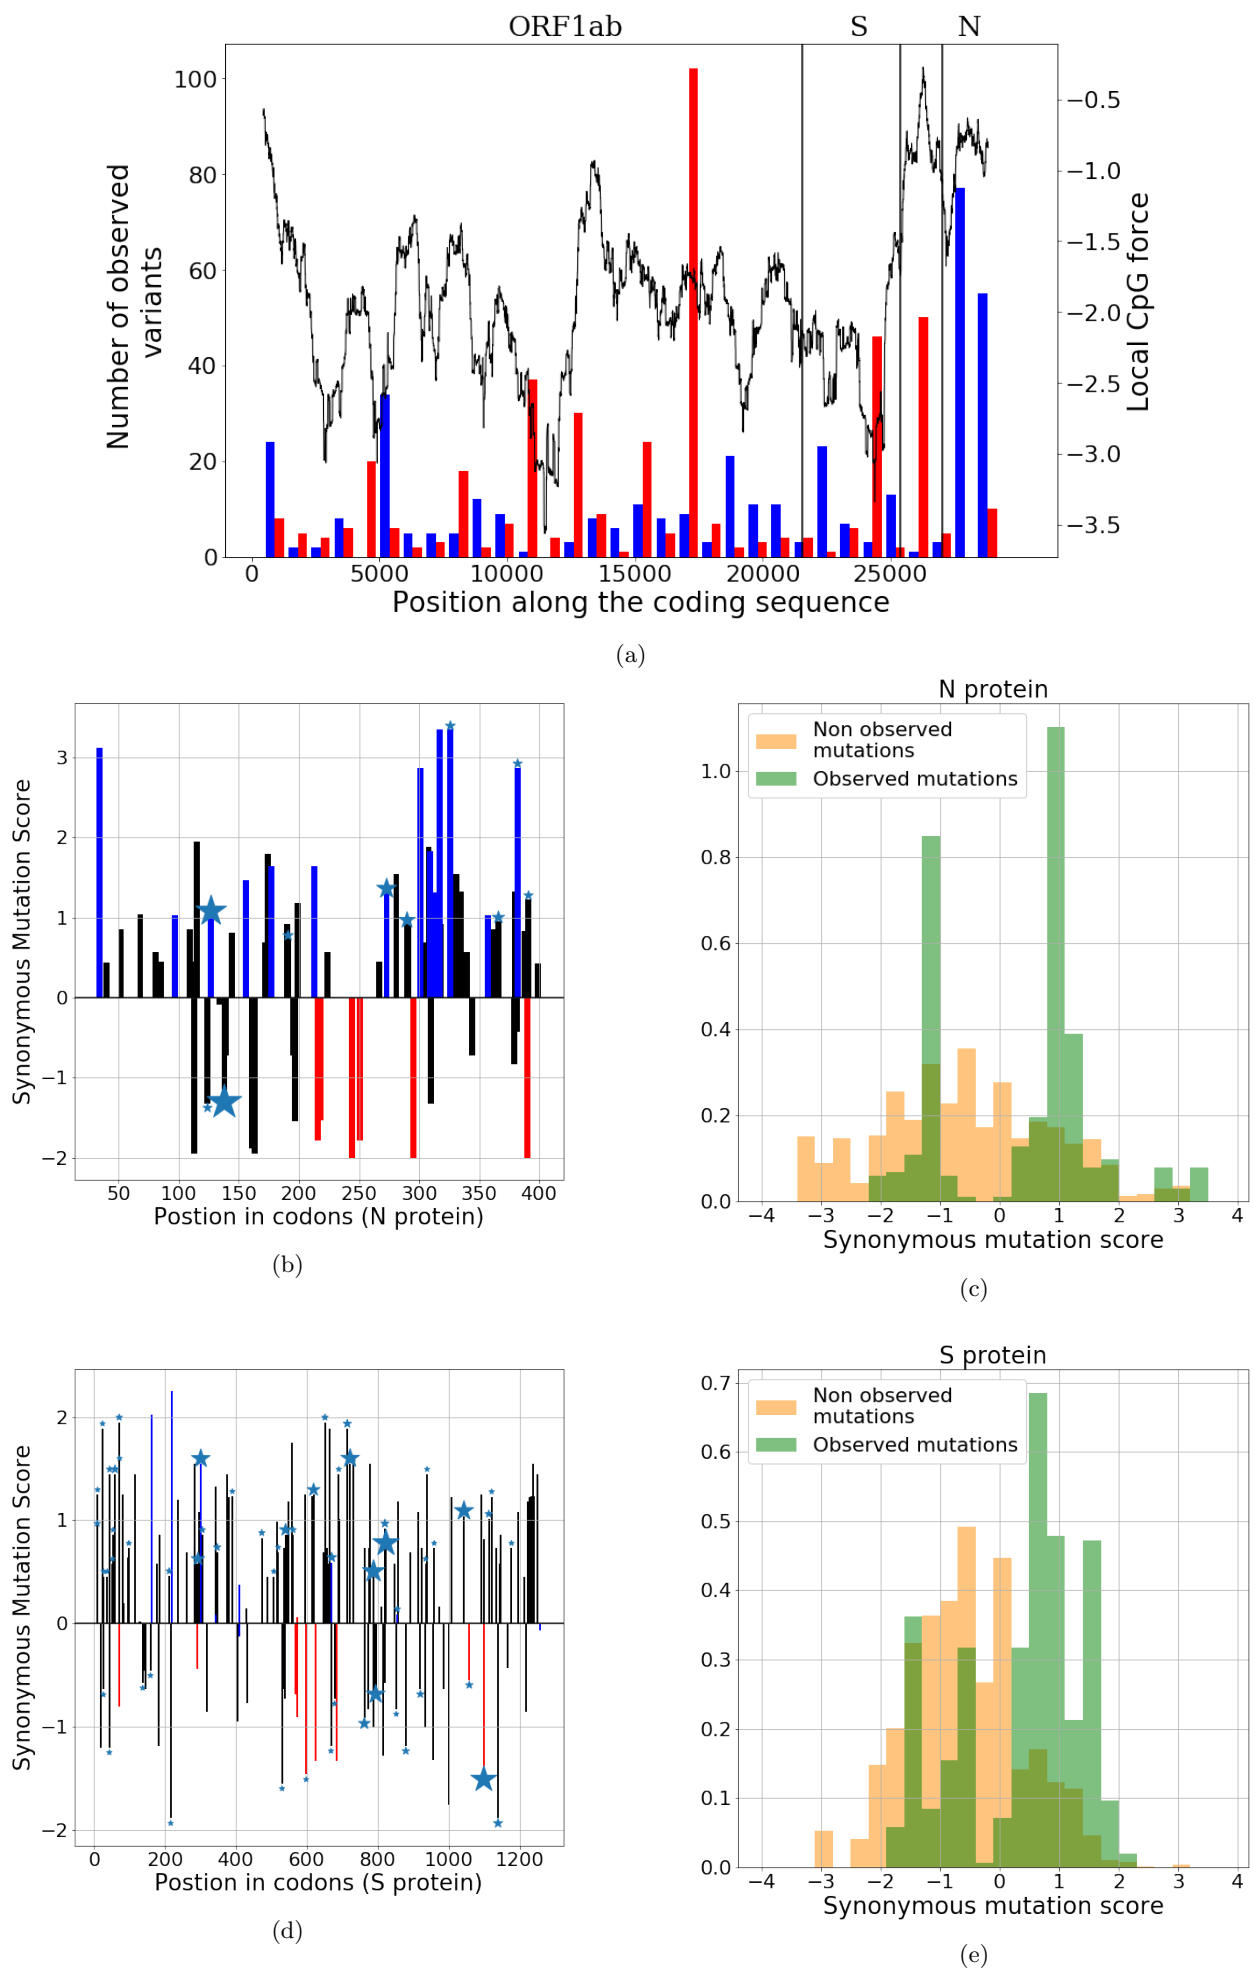 ORF1ab S N
100
80
60
40
20
0
Number of observed
variants
−0.5
−1.0
−1.5
−2.0
−2.5
−3.0
−3.5
Local CpG force
0 5000 10000 15000 20000 25000
Position along the coding sequence
(a)
3
2
1
0
−1
−2
Synonymous Mutation Score
50 100 150 200 250 300 350 400
Postion in codons (N protein)
(b)
N protein
Non observed
mutations
Observed mutations
1.0
0.8
0.6
0.4
0.2
0.0
−4 −3 −2 −1 0 1 2 3 4
Synonymous mutation score
(c)
2
1
0
−1
−2
Synonymous Mutation Score
0 200 400 600 800 1000 1200
Postion in codons (S protein)
(d)
S protein
Non observed
mutations
Observed mutations
0.7
0.6
0.5
0.4
0.3
0.2
0.1
0.0
−4 −3 −2 −1 0 1 2 3 4
Synonymous mutation score
(e)